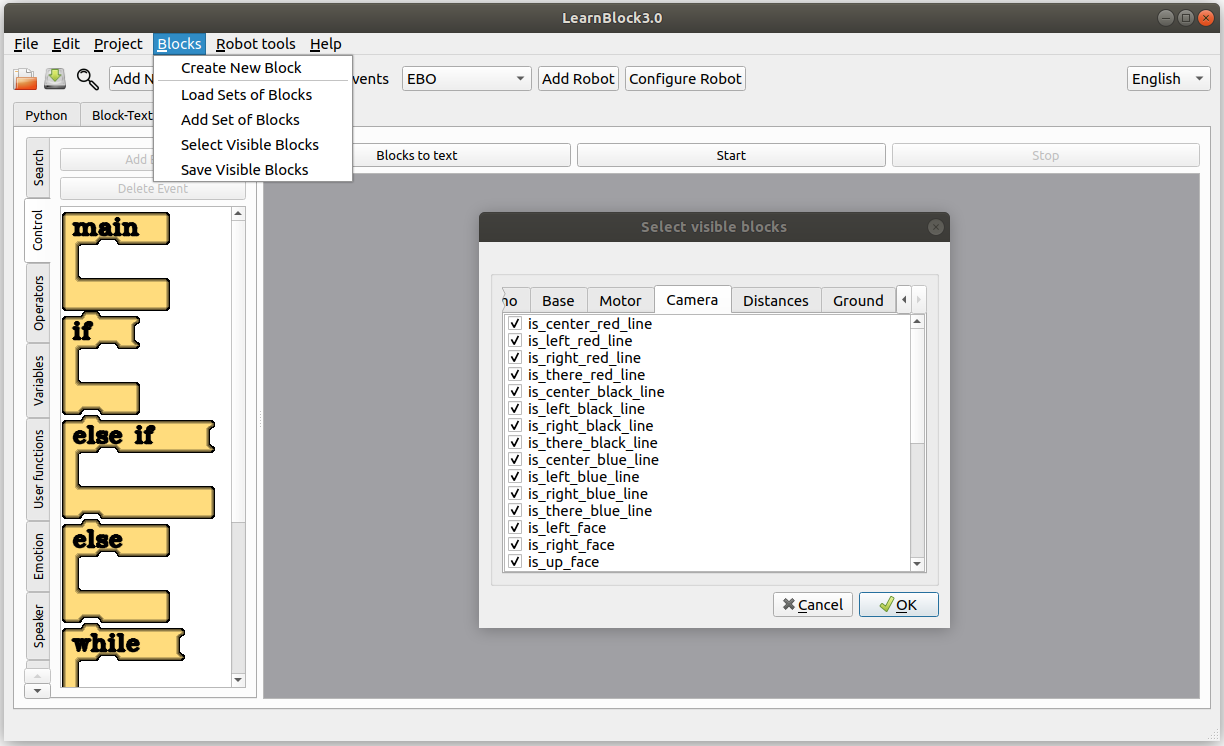 LearnBlock3.0
File Edit Project Blocks Robot tools Help
Create New Block
Load Sets of Blocks
Add Set of Blocks
Select Visible Blocks
Save Visible Blocks
Add N
vents
EBO
Add Robot
Configure Robot
English
Python
Block-Text
Search
Control
Operators
Variables
User functions
Emotion
Speaker
Add
Delete Event
Blocks to text
Start
Stop
main
if
else if
else
while
Select visible blocks
no
Base
Motor
Camera
Distances
Ground
is_center_red_line
is_left_red_line
is_right_red_line
is_there_red_line
is_center_black_line
is_left_black_line
is_right_black_line
is_there_black_line
is_center_blue_line
is_left_blue_line
is_right_blue_line
is_there_blue_line
is_left_face
is_right_face
is_up_face
Cancel
OK